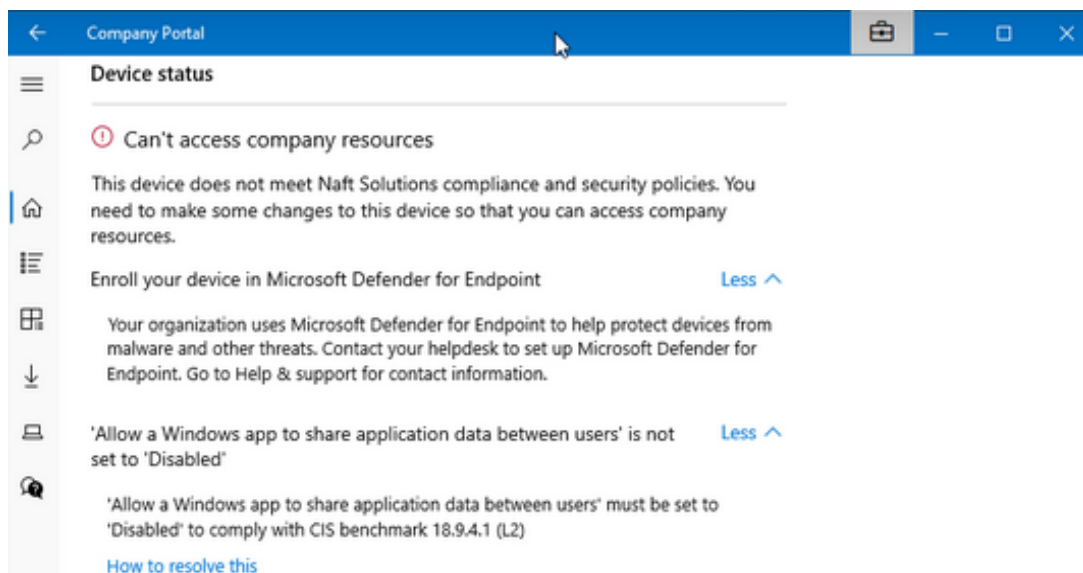 Company Portal
Device status
Can't access company resources
This device does not meet Naft Solutions compliance and security policies. You
need to make some changes to this device so that you can access company
resources.
Enroll your device in Microsoft Defender for Endpoint
Less
Your organization uses Microsoft Defender for Endpoint to help protect devices from
malware and other threats. Contact your helpdesk to set up Microsoft Defender for
Endpoint. Go to Help & support for contact information.
'Allow a Windows app to share application data between users' is not
Less
set to 'Disabled'
'Allow a Windows app to share application data between users' must be set to
'Disabled' to comply with CIS benchmark 18.9.4.1 (L2)
How to resolve this